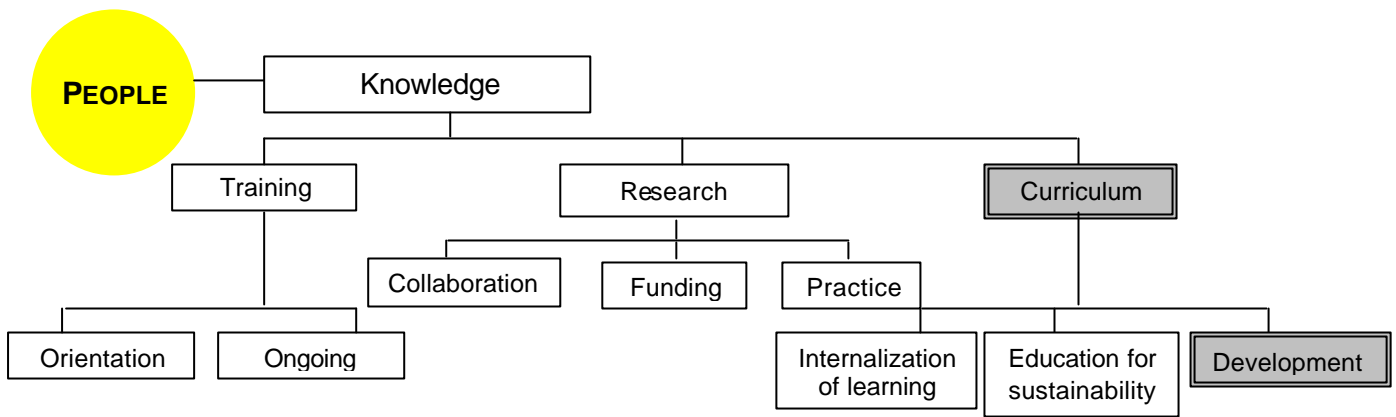 PEOPLE
Knowledge
Training
Research
Curriculum
Collaboration
Funding
Practice
Orientation
Ongoing
Internalization
of learning
Education for
sustainability
Development